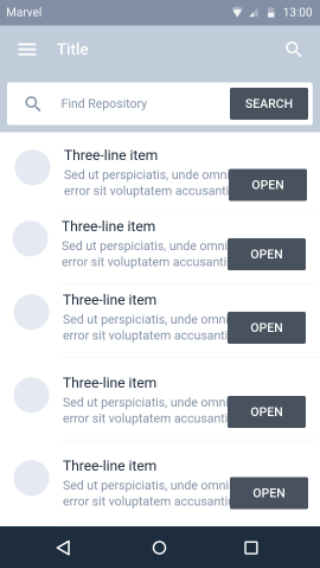 Marvel 13:00
Title
Find Repository SEARCH
Three-line item
Sed ut perspiciatis, unde omni
error sit voluptatem accusanti
OPEN
Three-line item
Sed ut perspiciatis, unde omni
error sit voluptatem accusanti
OPEN
Three-line item
Sed ut perspiciatis, unde omni
error sit voluptatem accusanti
OPEN
Three-line item
Sed ut perspiciatis, unde omni
error sit voluptatem accusanti
OPEN
Three-line item
Sed ut perspiciatis, unde omni
error sit voluptatem accusanti
OPEN